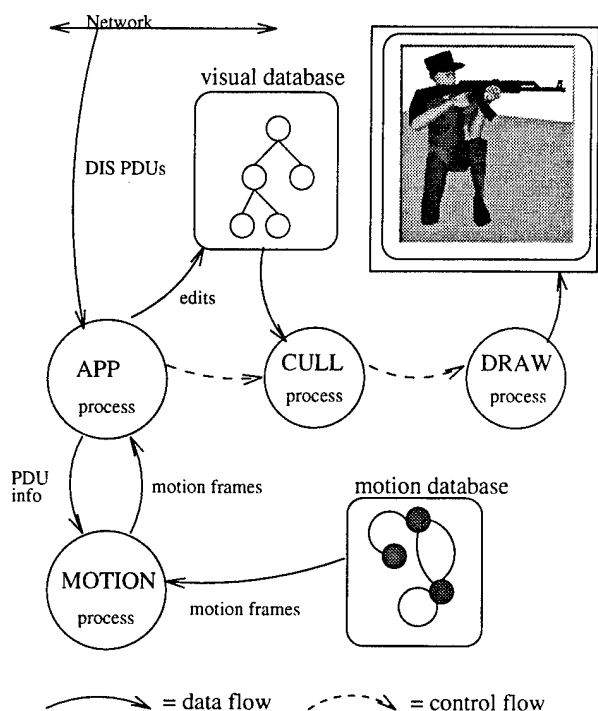 Network
visual database
DIS PDUs
edits
APP
process
CULL
process
DRAW
process
PDU
info
motion frames
motion database
MOTION
process
motion frames
= data flow
= control flow